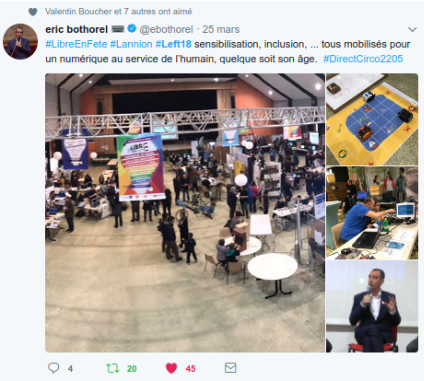 Valentin Boucher et 7 autres ont aimé
eric bothorel @ebothorel · 25 mars
#LibreEnFete #Lannion #Left18 sensibilisation, inclusion, ... tous mobilisés pour
un numérique au service de l'humain, quelque soit son âge. #DirectCirco2205
LIBRE
4 20 45